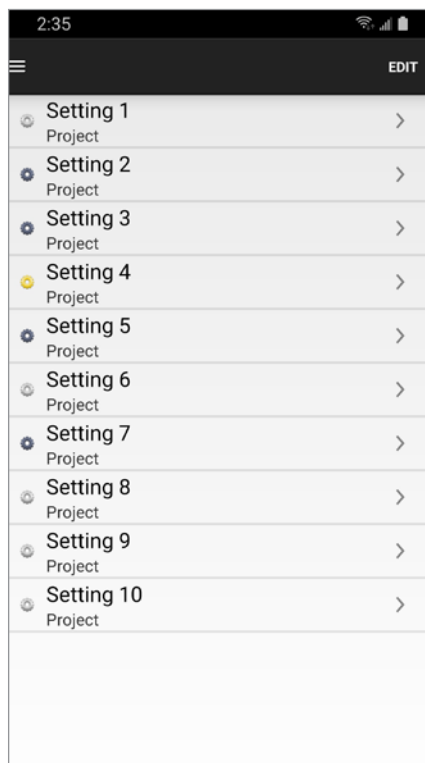 2:35
EDIT
Setting 1
Project
Setting 2
Project
Setting 3
Project
Setting 4
Project
Setting 5
Project
Setting 6
Project
Setting 7
Project
Setting 8
Project
Setting 9
Project
Setting 10
Project